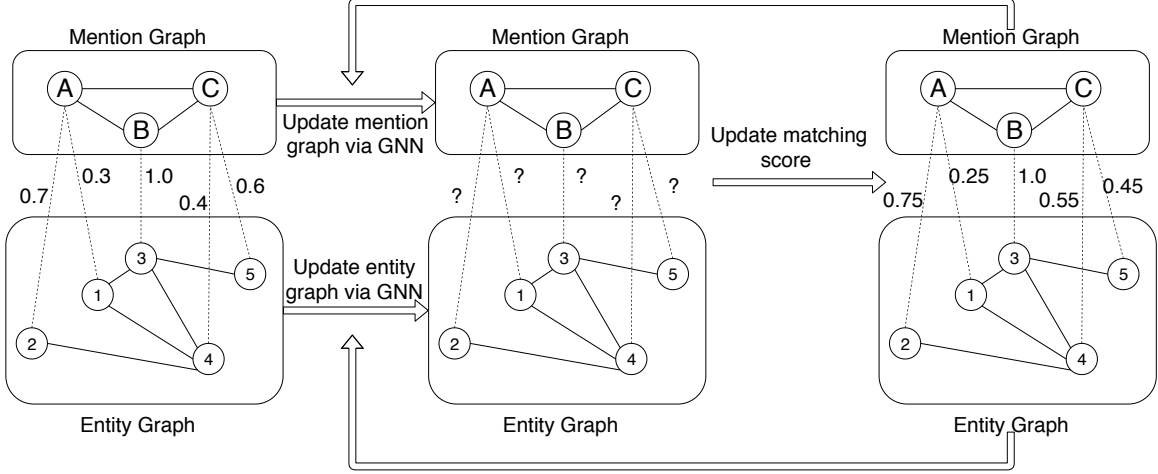 Mention Graph
A
C
B
0.7
0.3
1.0
0.4
0.6
3
5
1
2
4
Entity Graph
Update mention
graph via GNN
Update entity
graph via GNN
Mention Graph
A
C
B
?
?
?
?
?
3
5
1
2
4
Entity Graph
Update matching
score
Mention Graph
A
C
B
0.75
0.25
1.0
0.55
0.45
3
5
1
2
4
Entity Graph